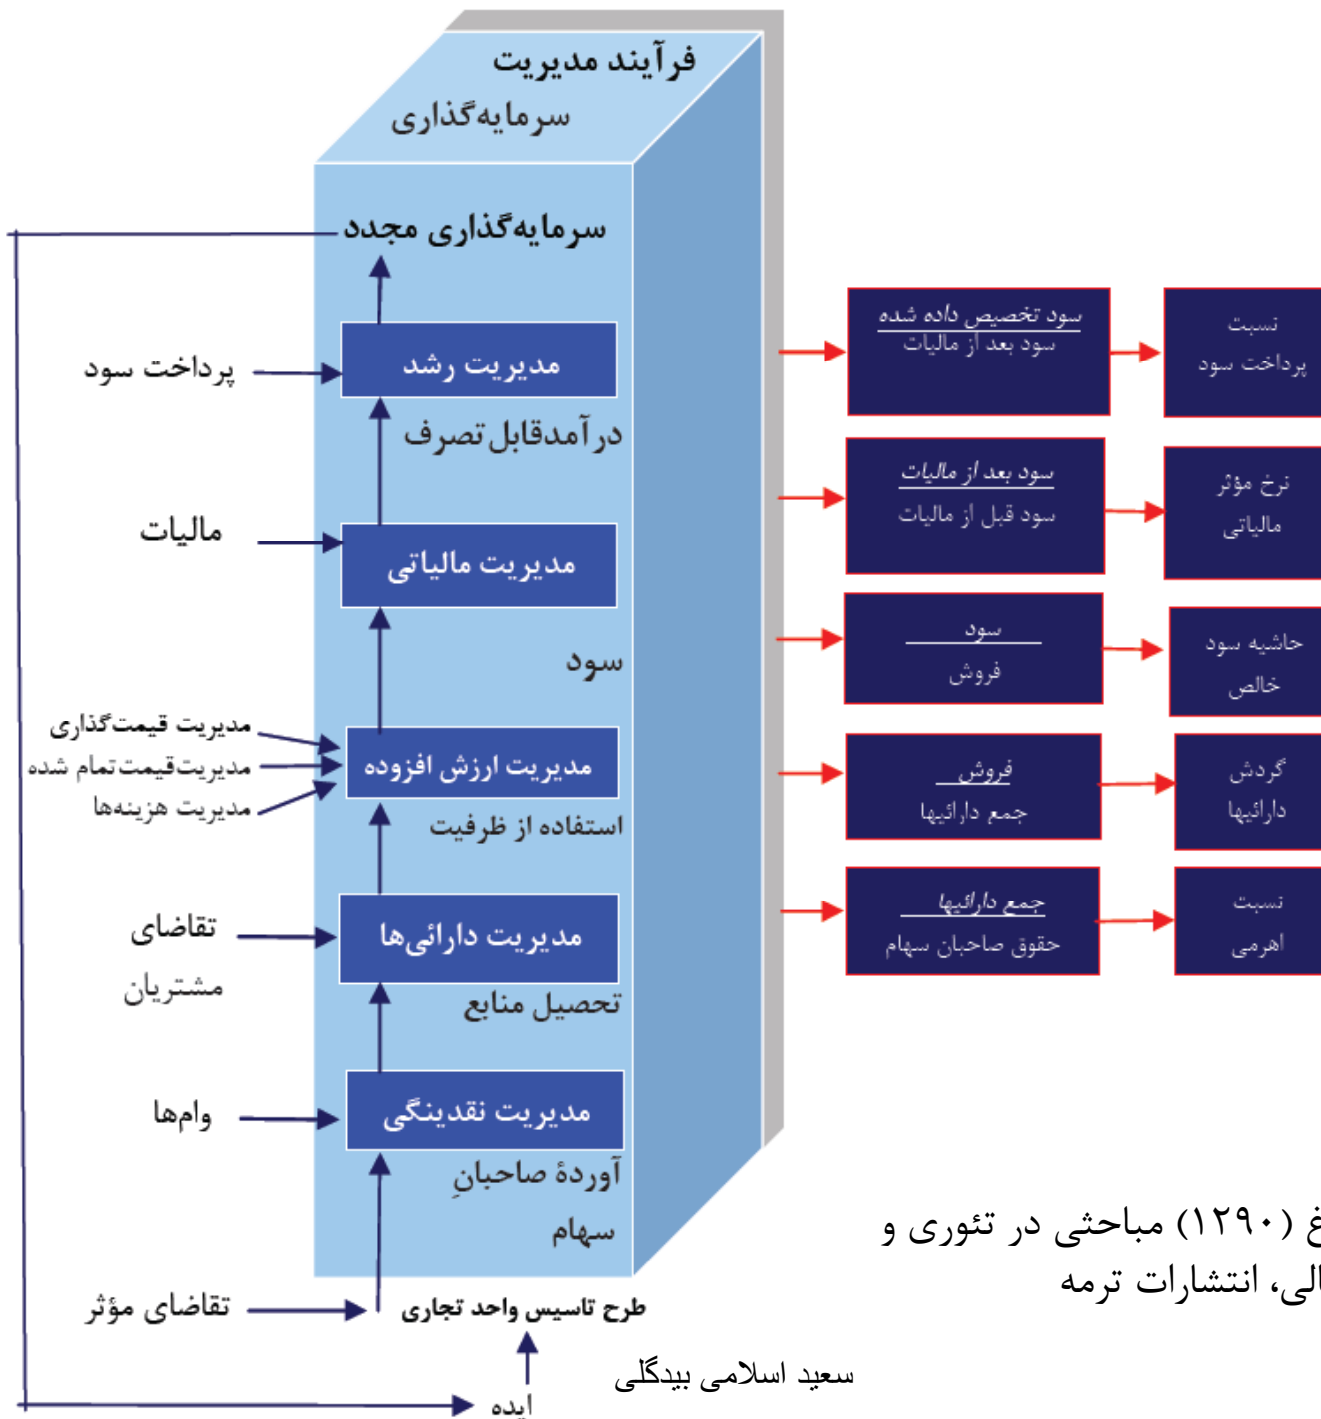 فرآیند مدیریت
سرمایه‌گذاری
سرمایه‌گذاری مجدد
مدیریت رشد
پرداخت سود
درآمدقابل تصرف
مالیات
مدیریت مالیاتی
سود
مدیریت قیمت‌گذاری
مدیریت‌قیمت‌تمام شده
مدیریت هزینه‌ها
مدیریت ارزش افزوده
استفاده از ظرفیت
تقاضای
مشتریان
مدیریت دارائی‌ها
تحصیل منابع
وام‌ها
مدیریت نقدینگی
آوردهٔ صاحبانِ
سهام
تقاضای مؤثر
طرح تاسیس واحد تجاری
ایده
سود تخصیص داده شده
سود بعد از مالیات
نسبت
پرداخت سود
سود بعد از مالیات
سود قبل از مالیات
نرخ مؤثر
مالیاتی
سود
فروش
حاشیه سود
خالص
فروش
جمع دارائیها
گردش
دارائیها
جمع دارائیها
حقوق صاحبان سهام
نسبت
اهرمی
غ (۱۲۹۰) مباحثی در تئوری و
الی، انتشارات ترمه
سعید اسلامی بیدگلی